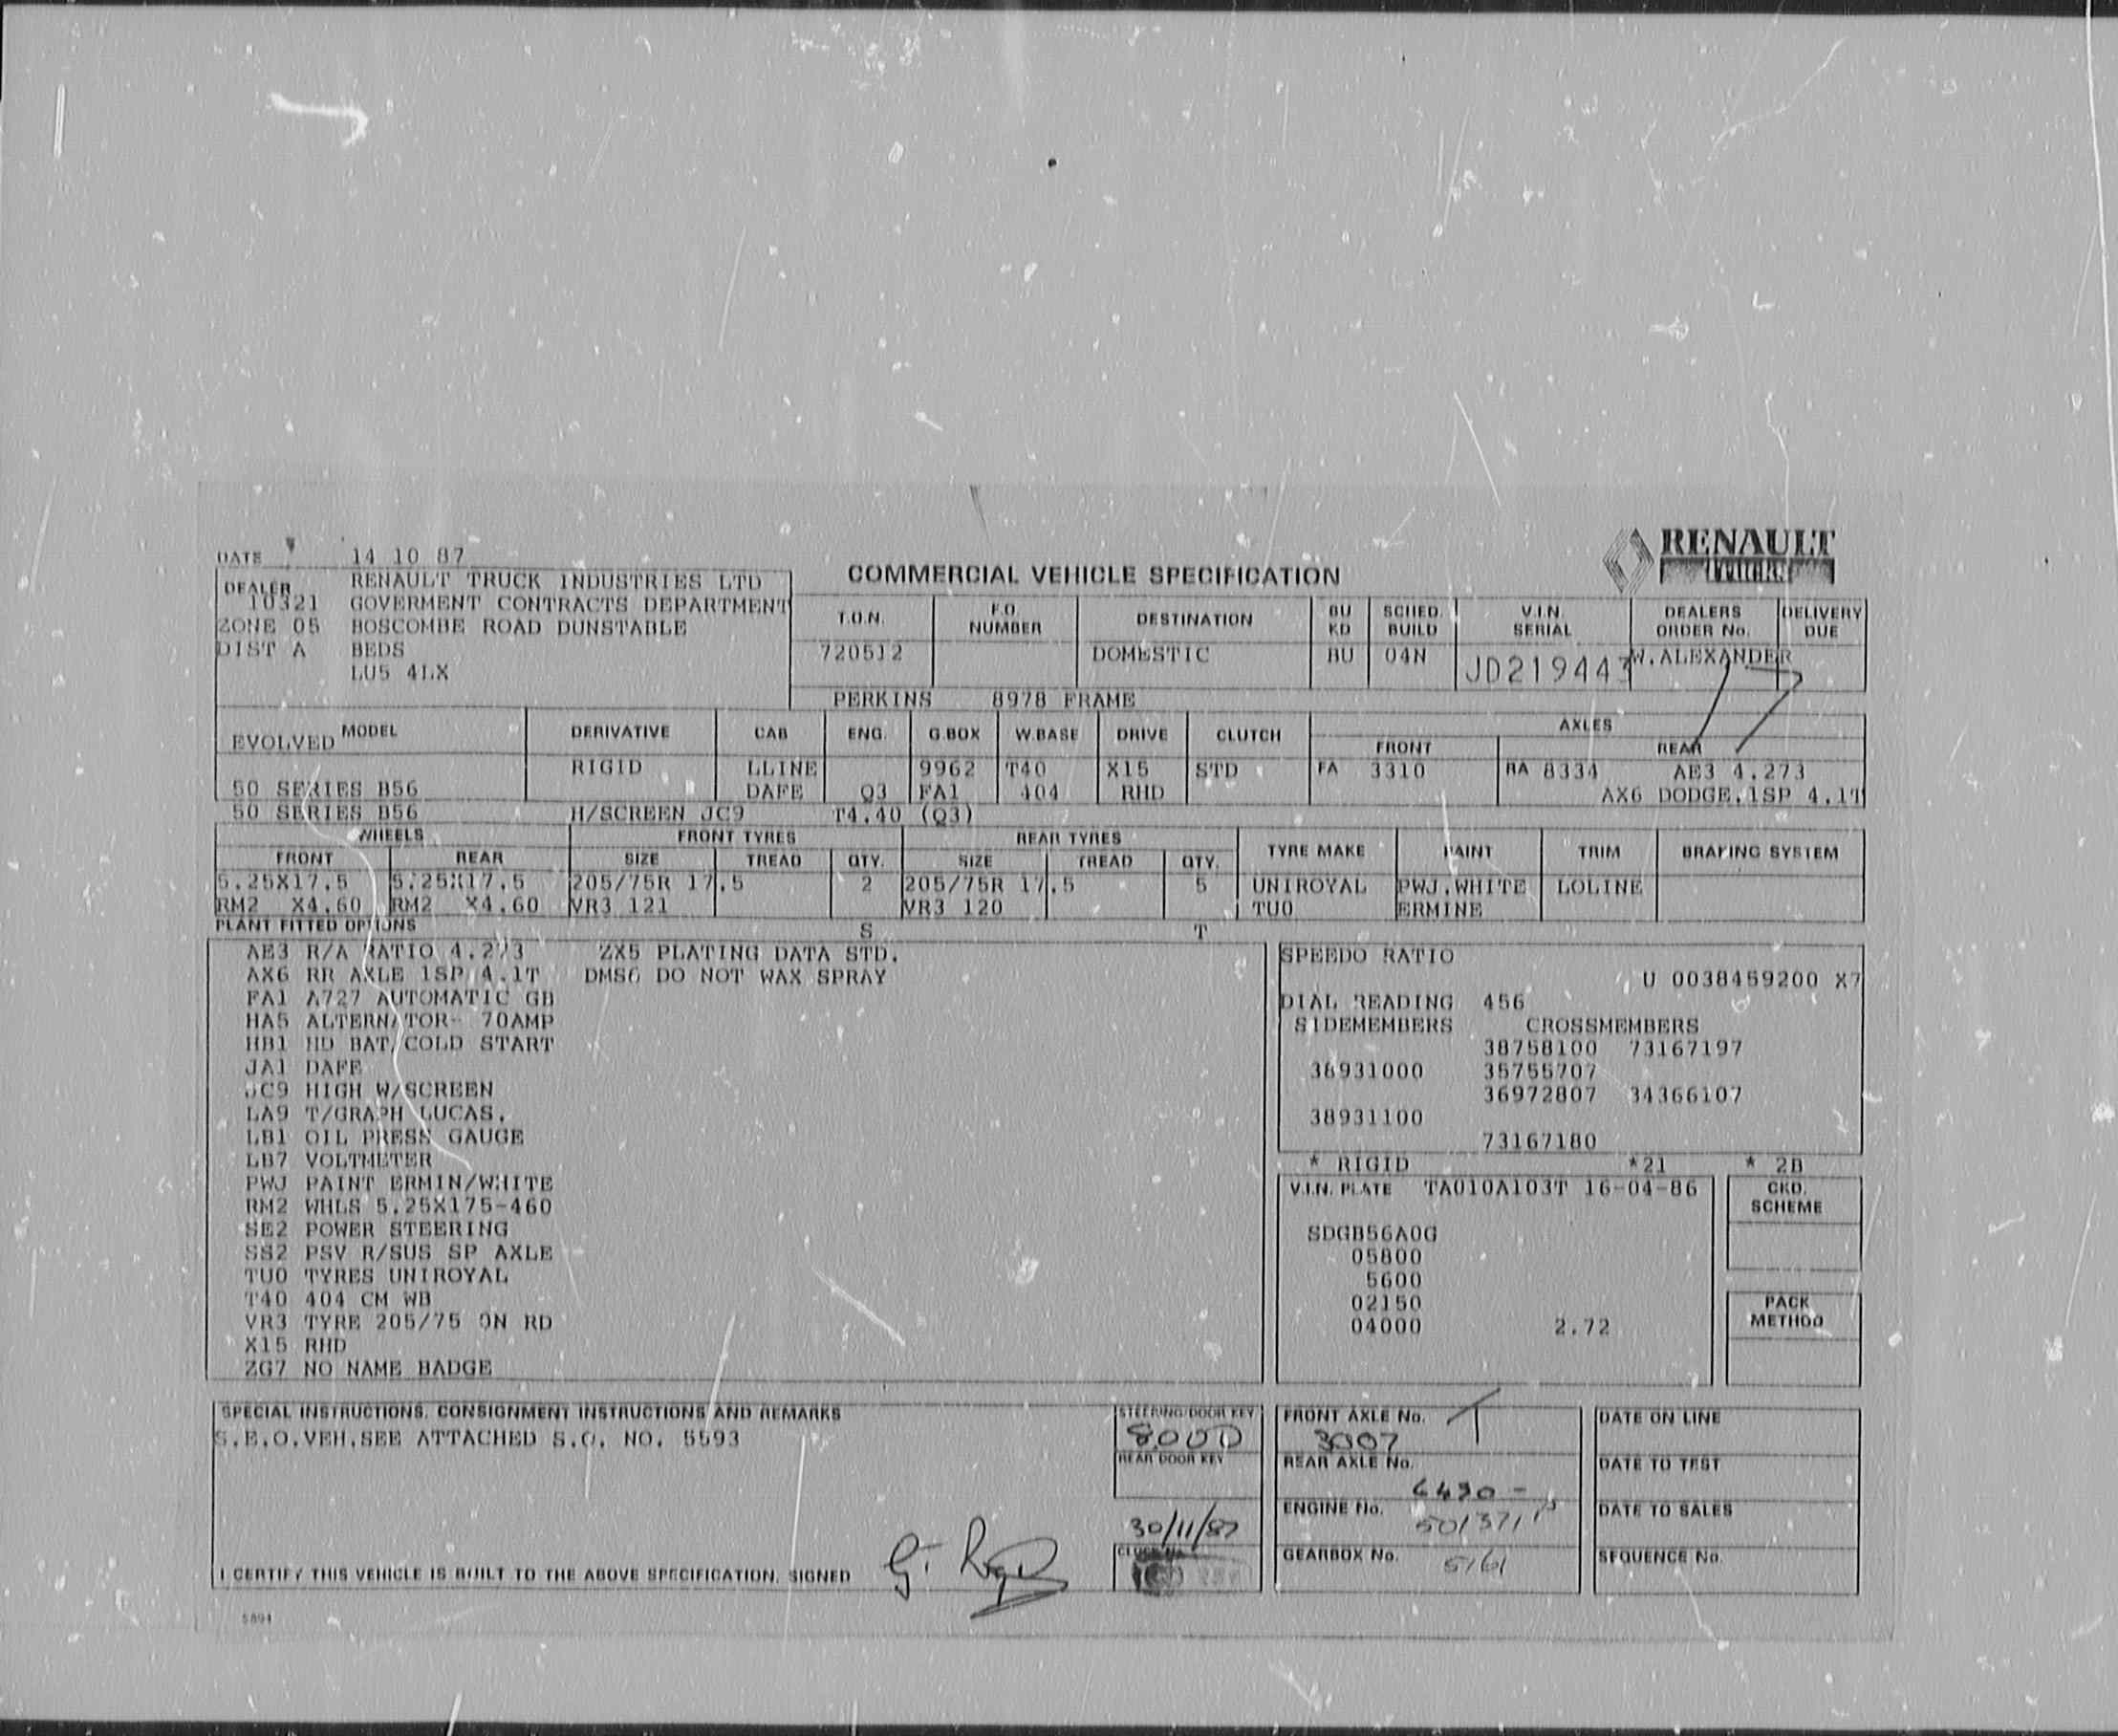 DATE 14 10 87
RENAULT
TRUCKS
COMMERCIAL VEHICLE SPECIFICATION
DEALER RENAULT TRUCK INDUSTRIES LTD
10321 GOVERMENT CONTRACTS DEPARTMENT
ZONE 05 BOSCOMBE ROAD DUNSTABLE
DIST A BEDS
LU5 4LX
T.O.N. F.O. NUMBER DESTINATION BU KD SCHED. BUILD V.I.N. SERIAL DEALERS ORDER No. DELIVERY DUE
720512 DOMESTIC BU 04N JD219443 W.ALEXANDER
PERKINS 8978 FRAME
MODEL DERIVATIVE CAB ENG. G.BOX W.BASE DRIVE CLUTCH AXLES
EVOLVED FRONT REAR
RIGID LLINE 9962 T40 X15 STD FA 3310 RA 8334 AE3 4.273
50 SERIES B56 DAFE Q3 FA1 404 RHD AX6 DODGE.1SP 4.1T
50 SERIES B56 H/SCREEN JC9 T4.40 (Q3)
WHEELS FRONT TYRES REAR TYRES TYRE MAKE PAINT TRIM BRAKING SYSTEM
FRONT REAR SIZE TREAD QTY. SIZE TREAD QTY.
5.25X17.5 5.25X17.5 205/75R 17.5 2 205/75R 17.5 5 UNIROYAL PWJ.WHITE LOLINE
RM2 X4.60 RM2 X4.60 VR3 121 VR3 120 TU0 ERMINE
PLANT FITTED OPTIONS S T
AE3 R/A RATIO 4.273 ZX5 PLATING DATA STD.
AX6 RR AXLE 1SP 4.1T DMSG DO NOT WAX SPRAY
FA1 A727 AUTOMATIC GB
HA5 ALTERNATOR- 70AMP
HB1 HD BAT/COLD START
JA1 DAFE
JC9 HIGH W/SCREEN
LA9 T/GRAPH LUCAS.
LB1 OIL PRESS GAUGE
LB7 VOLTMETER
PWJ PAINT ERMIN/WHITE
RM2 WHLS 5.25X175-460
SE2 POWER STEERING
SS2 PSV R/SUS SP AXLE
TU0 TYRES UNIROYAL
T40 404 CM WB
VR3 TYRE 205/75 ON RD
X15 RHD
ZG7 NO NAME BADGE
SPEEDO RATIO
U 0038459200 X7
DIAL READING 456
SIDEMEMBERS CROSSMEMBERS
38758100 73167197
38931000 35755707
36972807 34366107
38931100
73167180
* RIGID *21 * 2B
V.I.N. PLATE TA010A103T 16-04-86
SDGB56A0G
05800
5600
02150
04000 2.72
CKD. SCHEME
PACK METHOD
SPECIAL INSTRUCTIONS. CONSIGNMENT INSTRUCTIONS AND REMARKS
S.E.O.VEH.SEE ATTACHED S.O. NO. 5593
I CERTIFY THIS VEHICLE IS BUILT TO THE ABOVE SPECIFICATION. SIGNED
STEERING/DOOR KEY
REAR DOOR KEY
30/11/87
FRONT AXLE No.
3007
REAR AXLE No.
6490
ENGINE No.
GEARBOX No. 5161
DATE ON LINE
DATE TO TEST
DATE TO SALES
SEQUENCE No.
5894